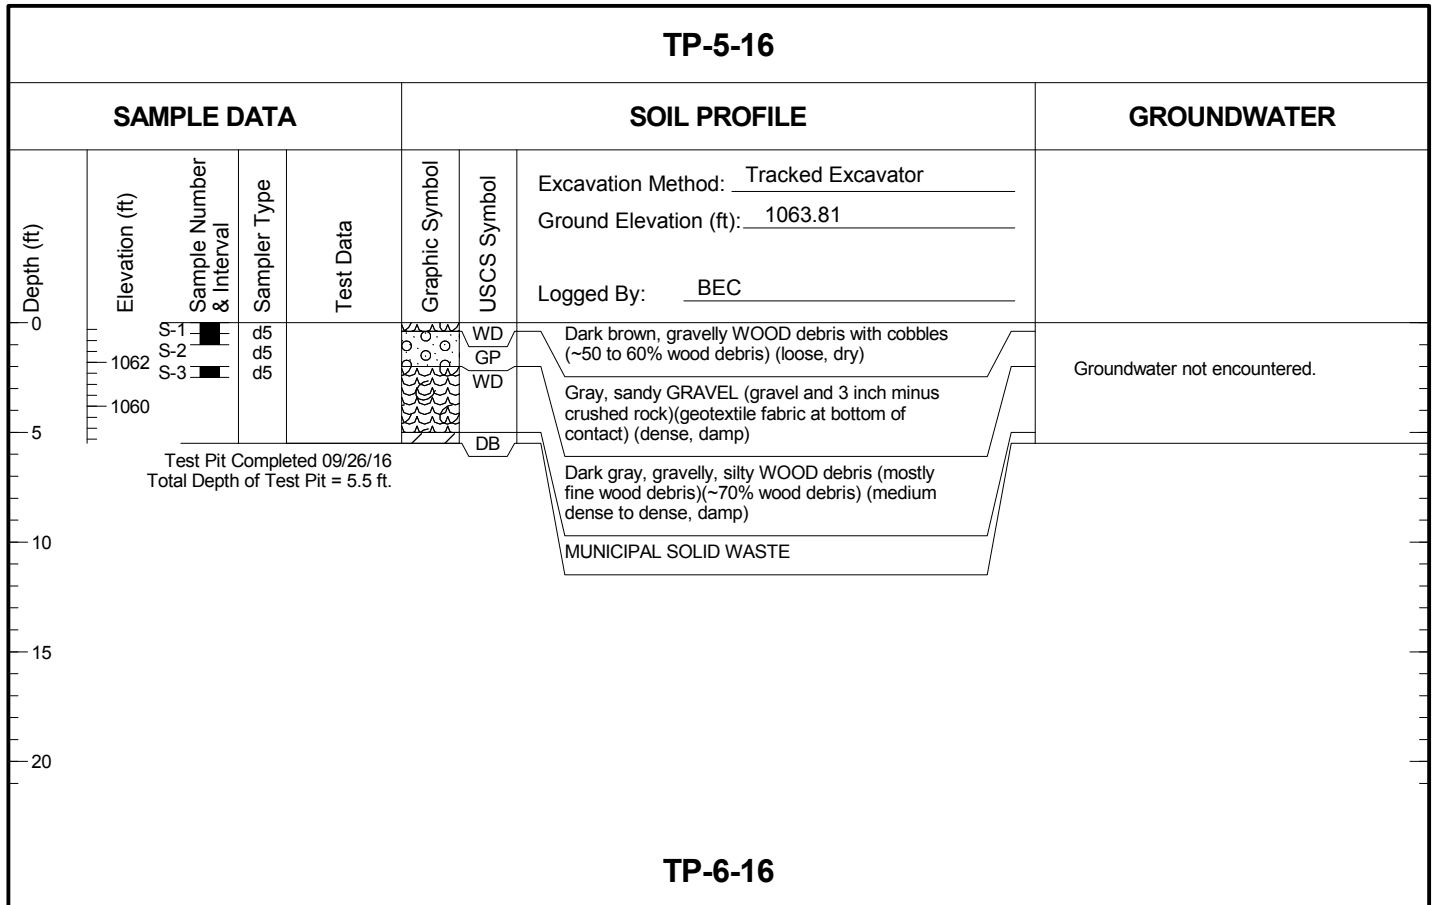 TP-5-16
SAMPLE DATA
SOIL PROFILE
GROUNDWATER
Depth (ft)
Elevation (ft)
Sample Number
& Interval
Sampler Type
Test Data
Graphic Symbol
USCS Symbol
Excavation Method: Tracked Excavator
Ground Elevation (ft): 1063.81
Logged By: BEC
0
5
10
15
20
1062
1060
S-1
S-2
S-3
d5
d5
d5
WD
GP
WD
DB
Dark brown, gravelly WOOD debris with cobbles
(~50 to 60% wood debris) (loose, dry)
Gray, sandy GRAVEL (gravel and 3 inch minus
crushed rock)(geotextile fabric at bottom of
contact) (dense, damp)
Dark gray, gravelly, silty WOOD debris (mostly
fine wood debris)(~70% wood debris) (medium
dense to dense, damp)
MUNICIPAL SOLID WASTE
Groundwater not encountered.
Test Pit Completed 09/26/16
Total Depth of Test Pit = 5.5 ft.
TP-6-16